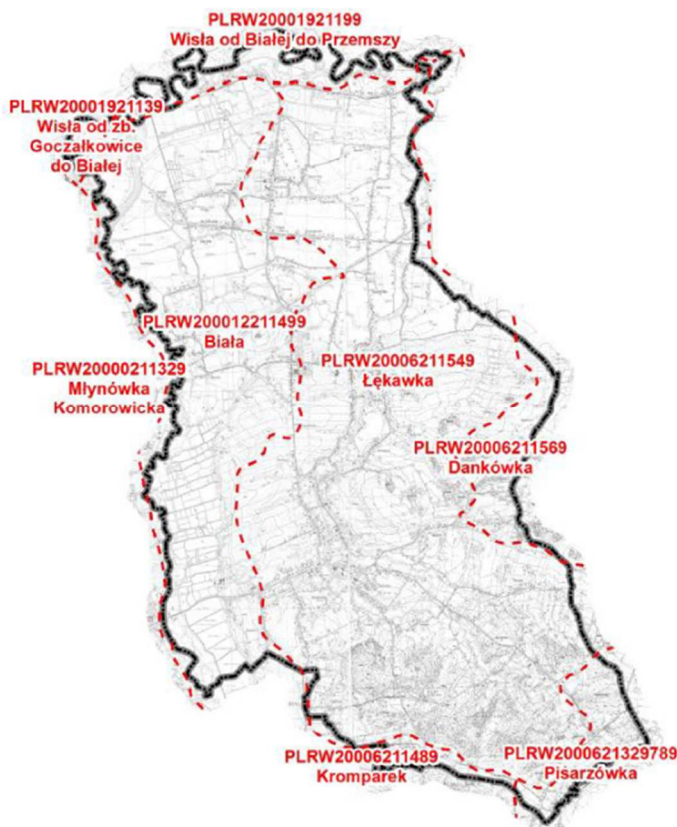 PLRW20001921199
Wisła od Białej do Przemszy
PLRW20001921139
Wisła od zb.
Goczałkowice
do Białej
PLRW200012211499
Biała
PLRW20000211329
Młynówka
Komorowicka
PLRW20006211549
Łękawka
PLRW20006211569
Dankówka
PLRW20006211489
Kromparek
PLRW2000621329789
Pisarzówka